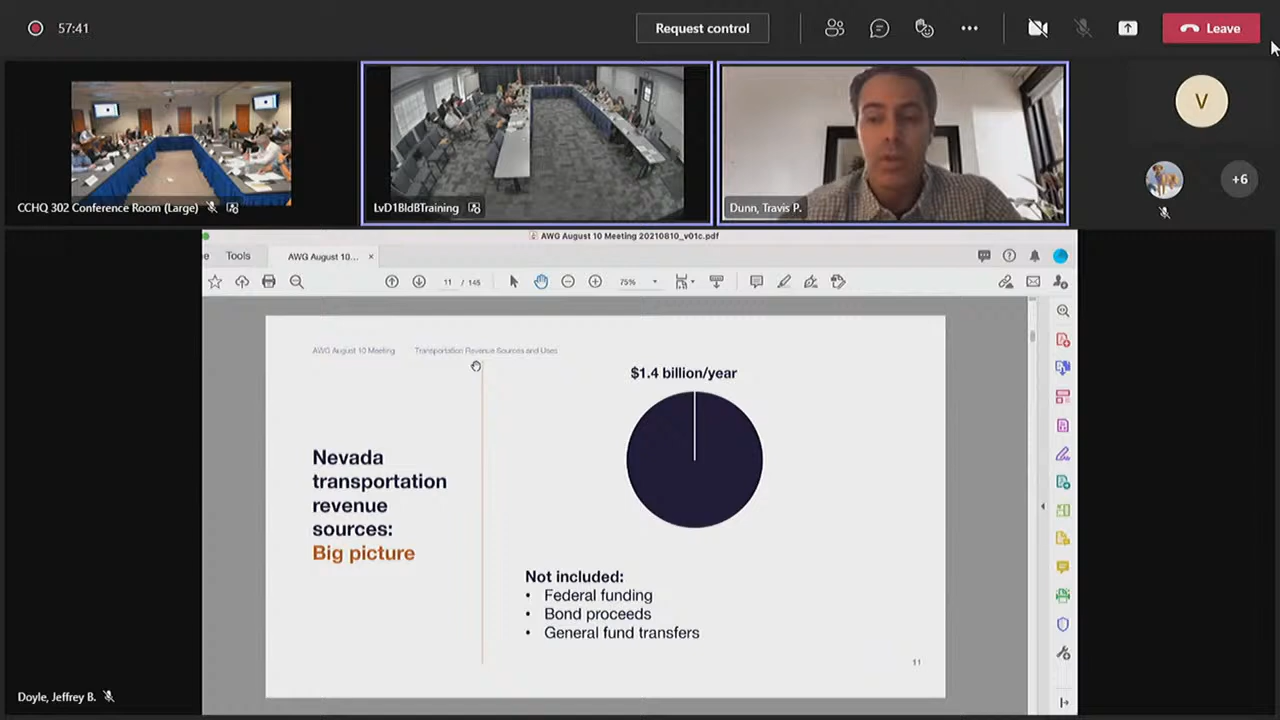 57:41
Request control
Leave
CCHQ 302 Conference Room (Large)
LvD1BldBTraining
Dunn, Travis P.
V
+6
AWG August 10 Meeting 20210810_v01c.pdf
e
Tools
AWG August 10... ×
11 / 145
75%
AWG August 10 Meeting Transportation Revenue Sources and Uses
$1.4 billion/year
Nevada
transportation
revenue
sources:
Big picture
Not included:
• Federal funding
• Bond proceeds
• General fund transfers
11
Doyle, Jeffrey B.